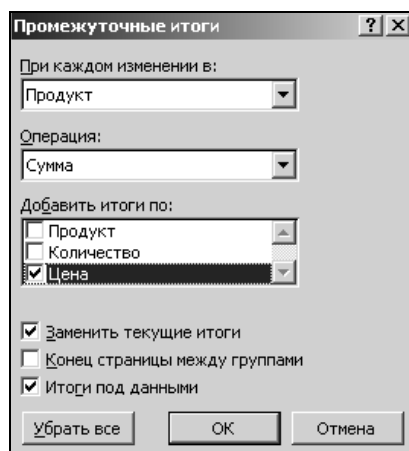 Промежуточные итоги
При каждом изменении в:
Продукт
Операция:
Сумма
Добавить итоги по:
Продукт
Количество
Цена
Заменить текущие итоги
Конец страницы между группами
Итоги под данными
Убрать все ОК Отмена